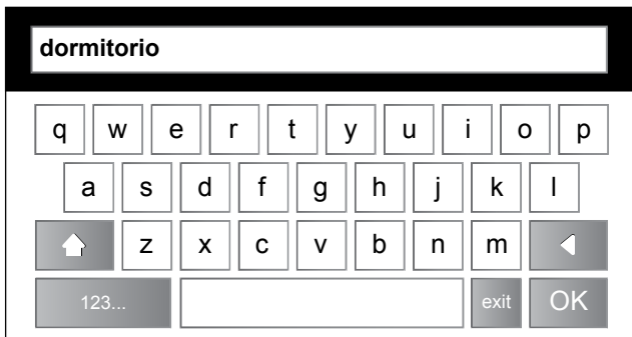 dormitorio
q w e r t y u i o p
a s d f g h j k l
z x c v b n m
123... exit OK